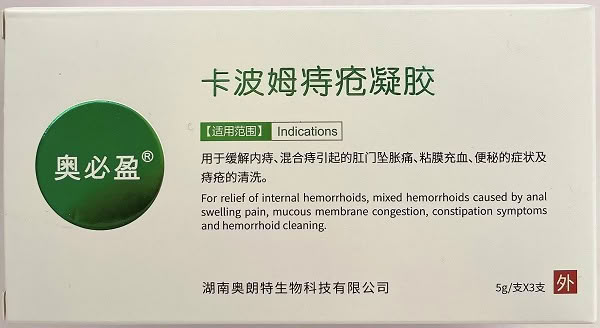 卡波姆痔疮凝胶
奥必盈®
【适用范围】 Indications
用于缓解内痔、混合痔引起的肛门坠胀痛、粘膜充血、便秘的症状及
痔疮的清洗。
For relief of internal hemorrhoids, mixed hemorrhoids caused by anal
swelling pain, mucous membrane congestion, constipation symptoms
and hemorrhoid cleaning.
湖南奥朗特生物科技有限公司
5g/支X3支
外